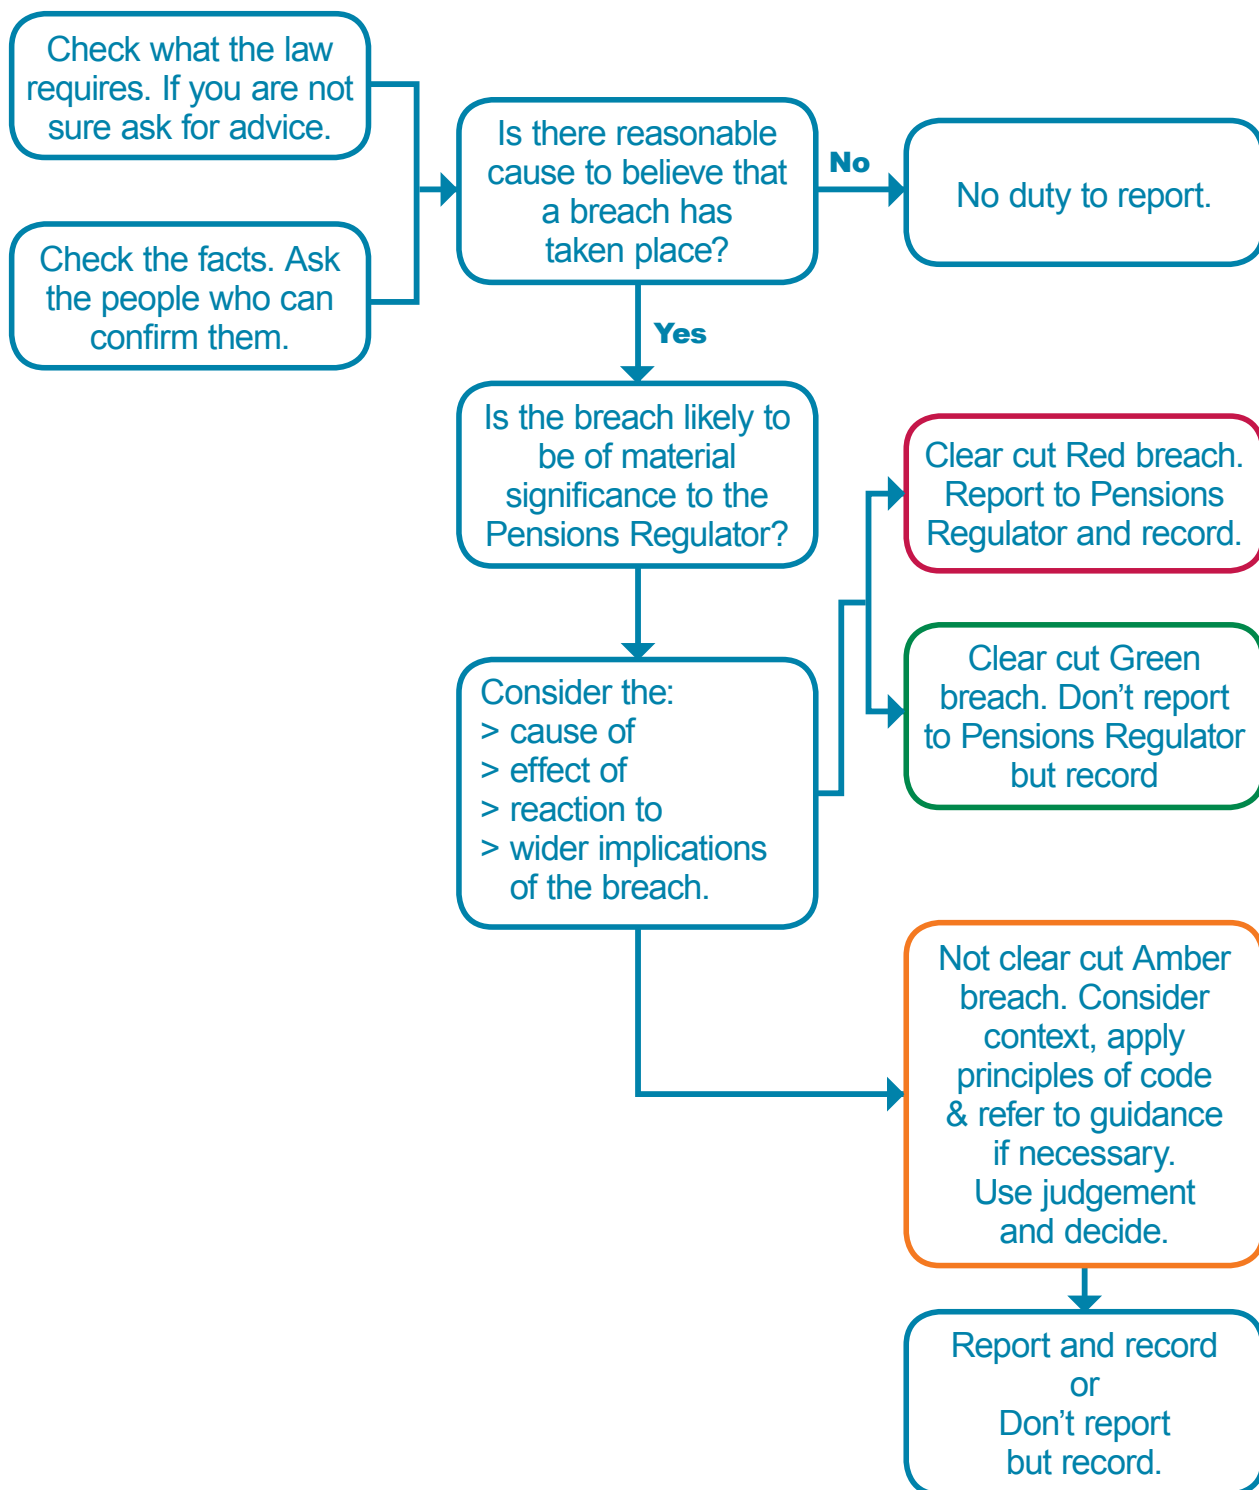 Check what the law
requires. If you are not
sure ask for advice.
Check the facts. Ask
the people who can
confirm them.
Is there reasonable
cause to believe that
a breach has
taken place?
No
No duty to report.
Yes
Is the breach likely to
be of material
significance to the
Pensions Regulator?
Clear cut Red breach.
Report to Pensions
Regulator and record.
Clear cut Green
breach. Don’t report
to Pensions Regulator
but record
Consider the:
> cause of
> effect of
> reaction to
> wider implications
of the breach.
Not clear cut Amber
breach. Consider
context, apply
principles of code
& refer to guidance
if necessary.
Use judgement
and decide.
Report and record
or
Don’t report
but record.